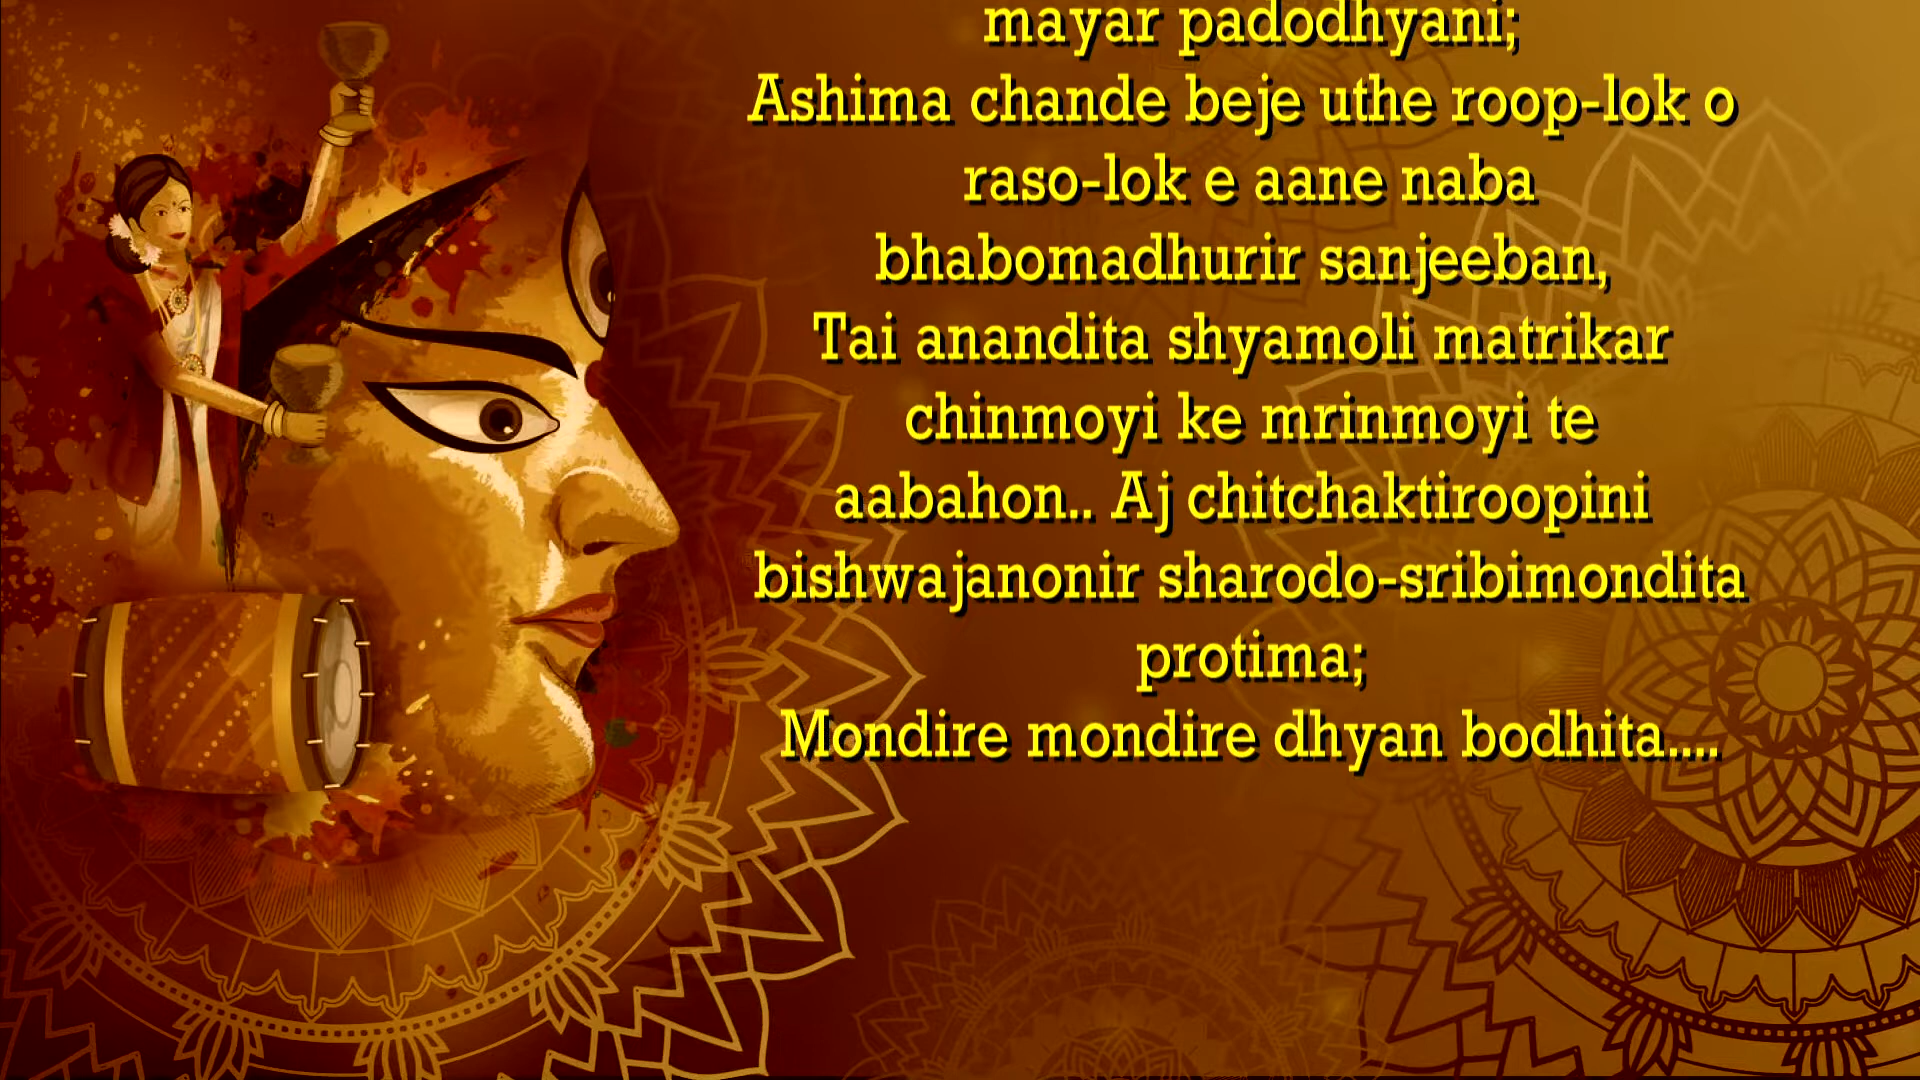 mayar padodhyani;
Ashima chande beje uthe roop-lok o
raso-lok e aane naba
bhabomadhurir sanjeeban,
Tai anandita shyamoli matrikar
chinmoyi ke mrinmoyi te
aabahon.. Aj chitchaktiroopini
bishwajanonir sharodo-sribimondita
protima;
Mondire mondire dhyan bodhita....